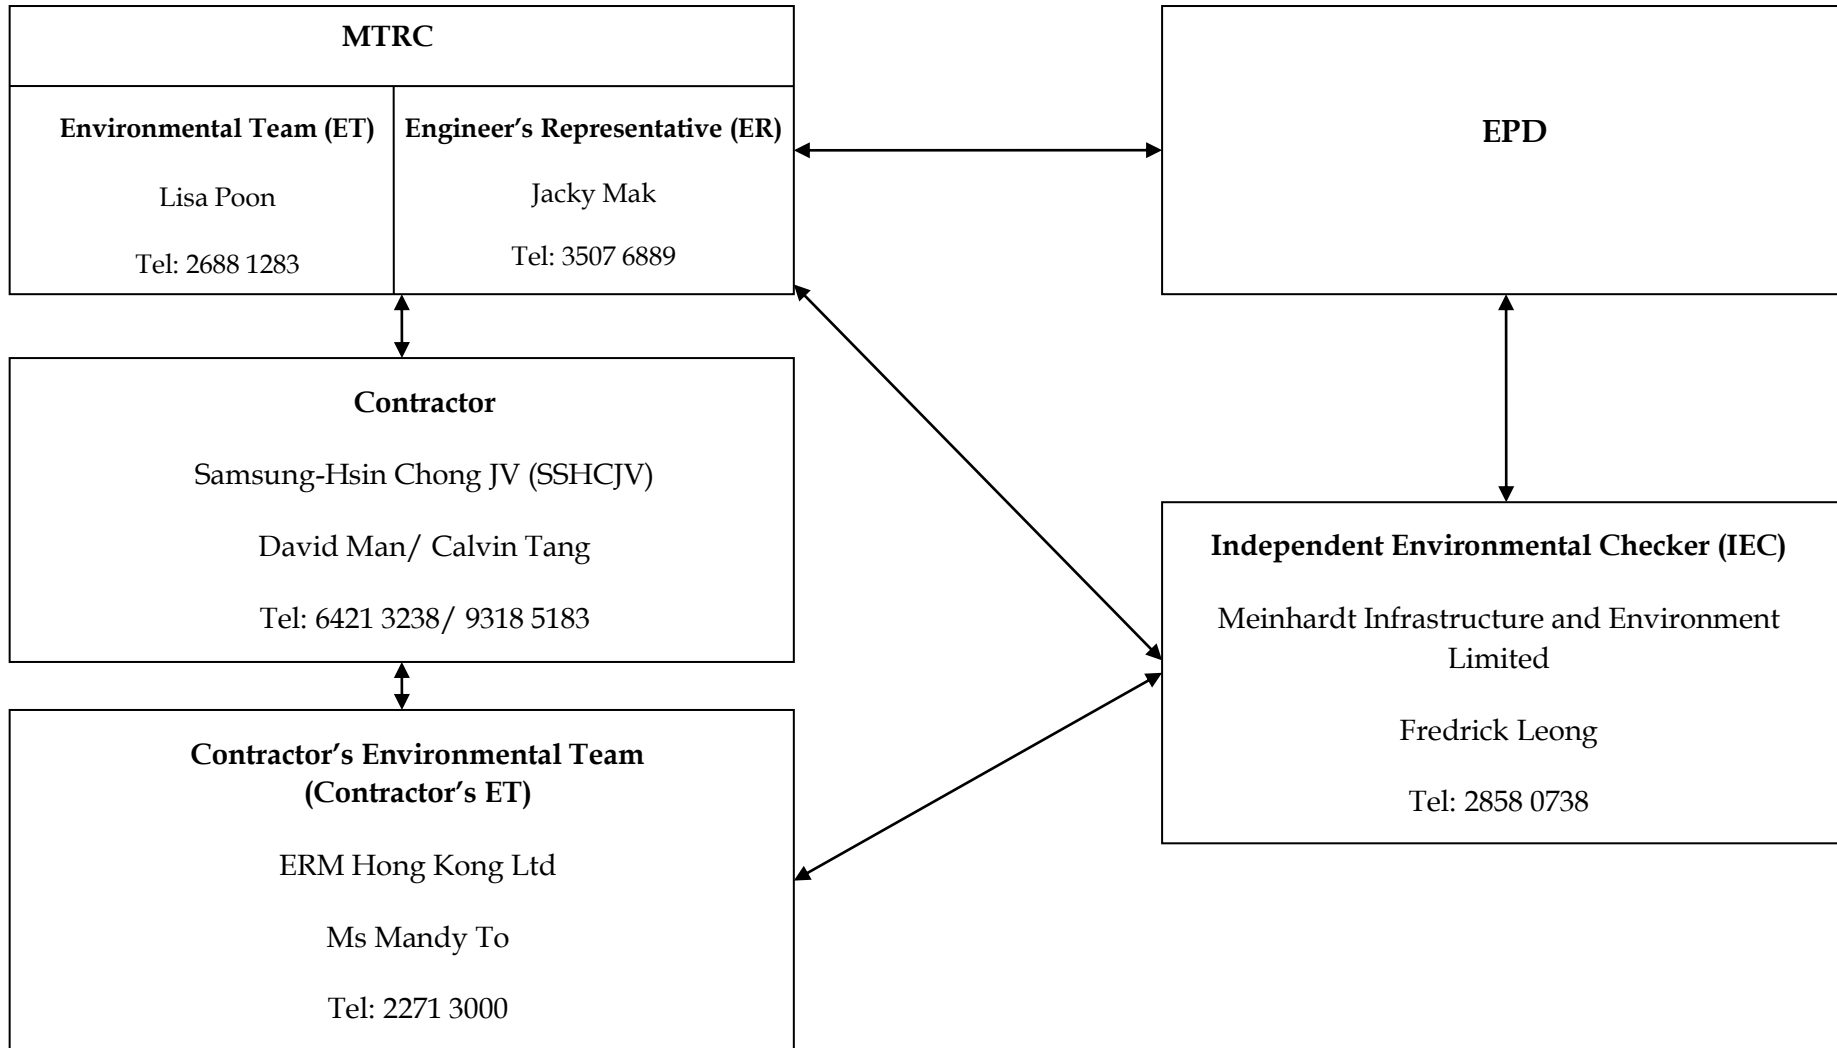 MTRC
Environmental Team (ET)
Lisa Poon
Tel: 2688 1283
Engineer’s Representative (ER)
Jacky Mak
Tel: 3507 6889
EPD
Contractor
Samsung-Hsin Chong JV (SSHCJV)
David Man/ Calvin Tang
Tel: 6421 3238/ 9318 5183
Independent Environmental Checker (IEC)
Meinhardt Infrastructure and Environment
Limited
Fredrick Leong
Tel: 2858 0738
Contractor’s Environmental Team
(Contractor’s ET)
ERM Hong Kong Ltd
Ms Mandy To
Tel: 2271 3000